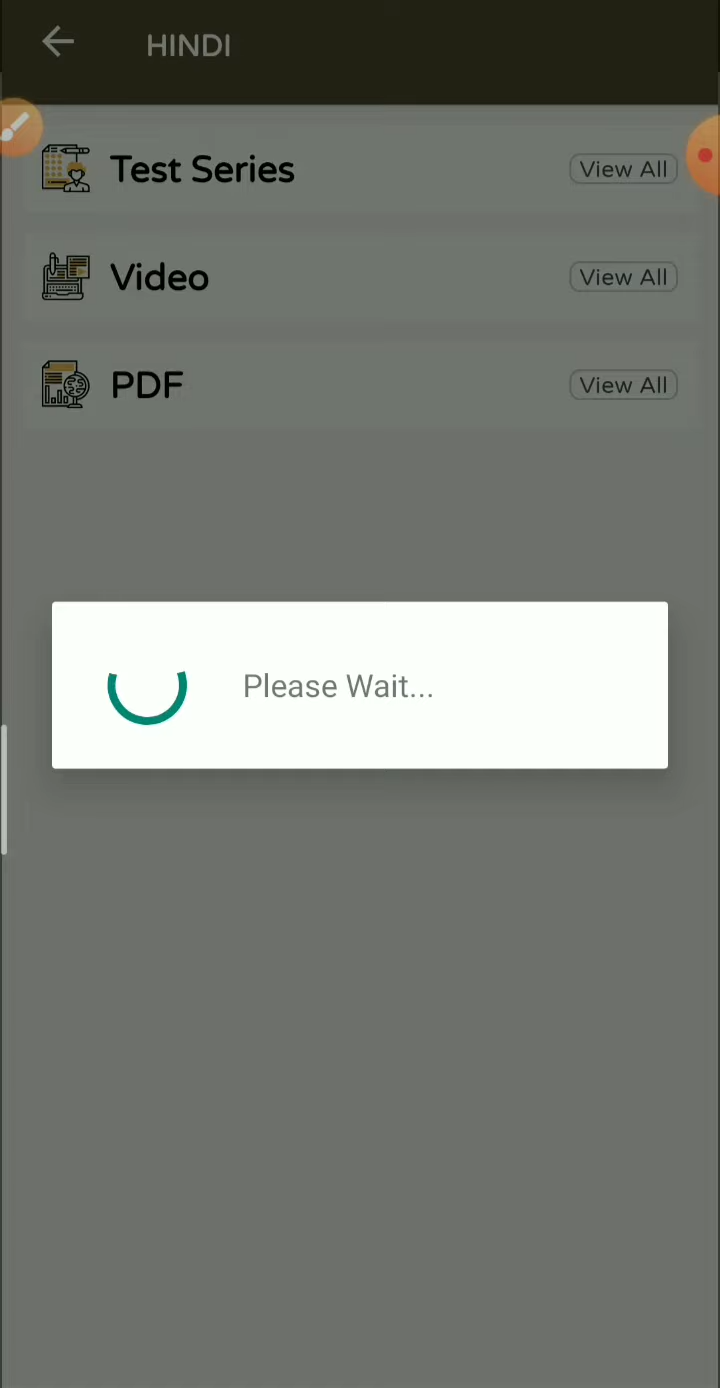 HINDI
Test Series View All
Video View All
PDF View All
Please Wait...